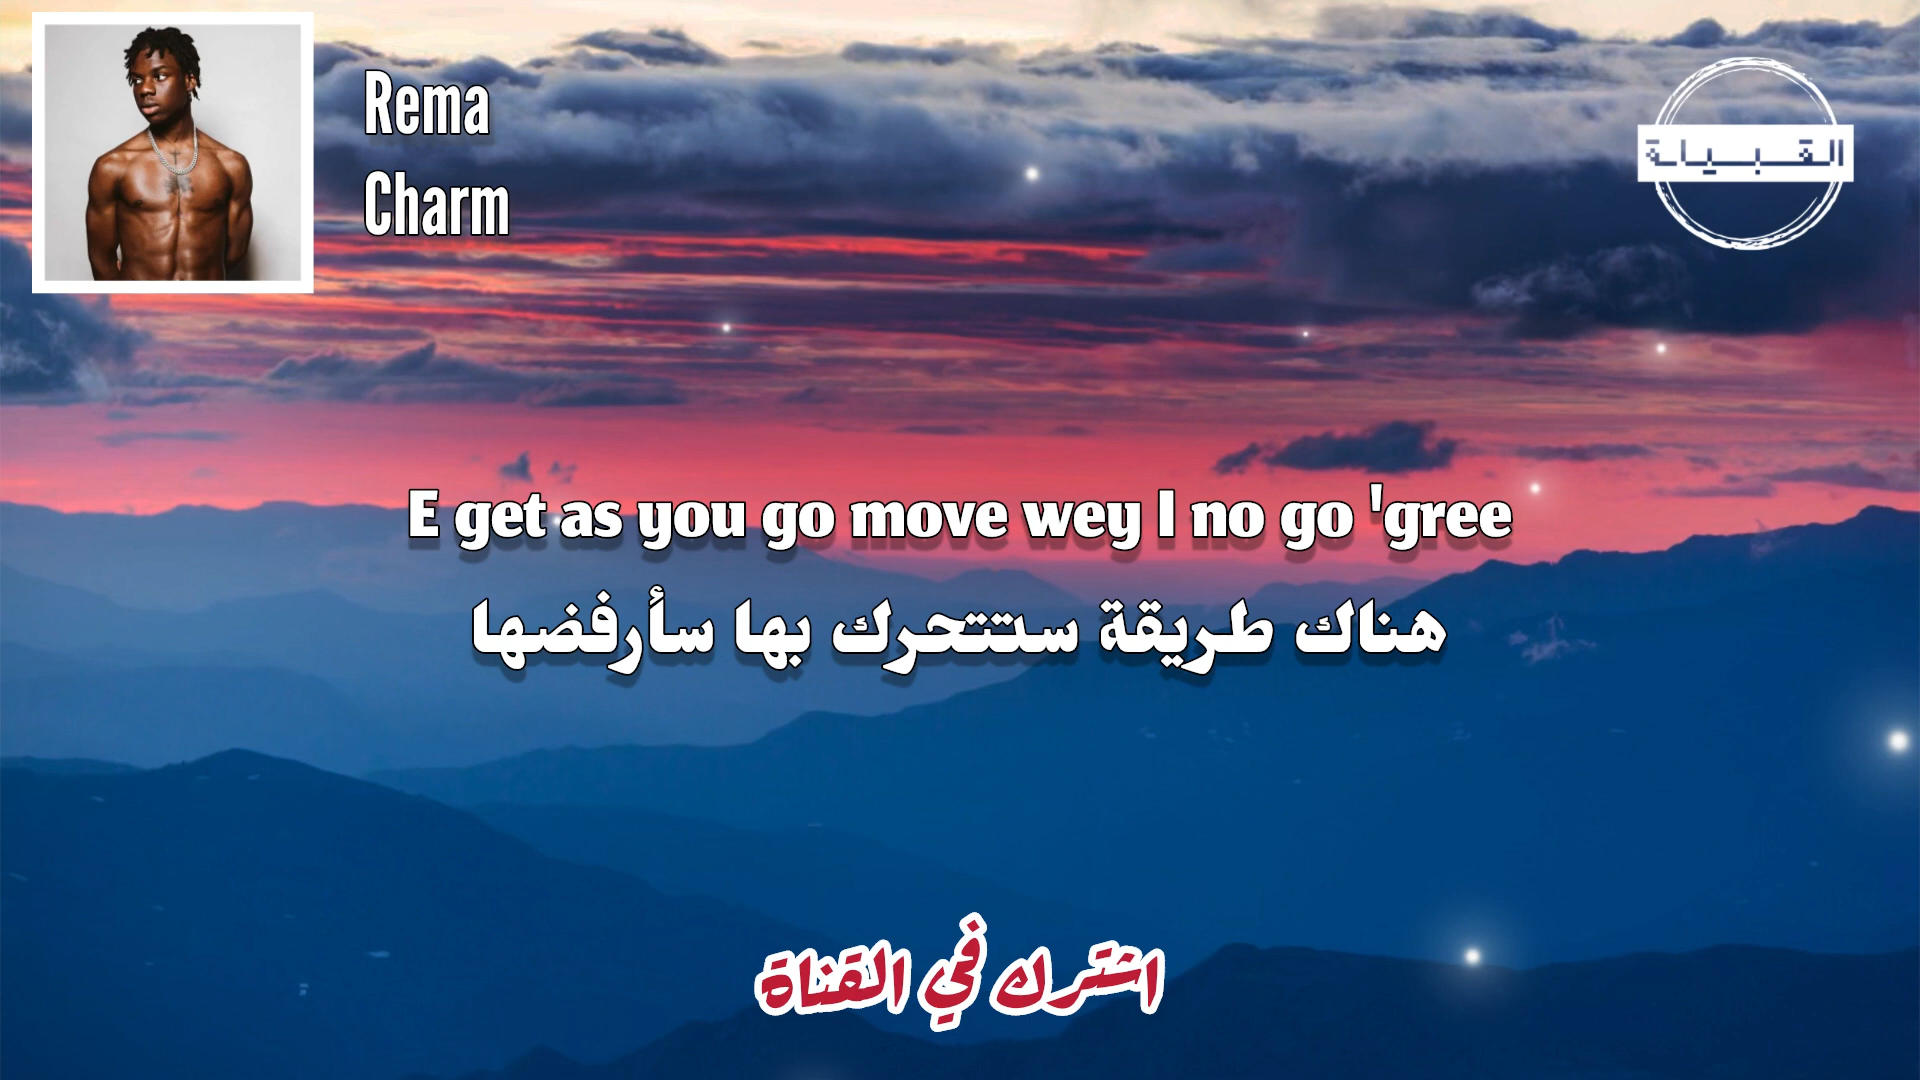 Rema
Charm
القبيلة
E get as you go move wey I no go 'gree
هناك طريقة ستتحرك بها سأرفضها
اشترك في القناة